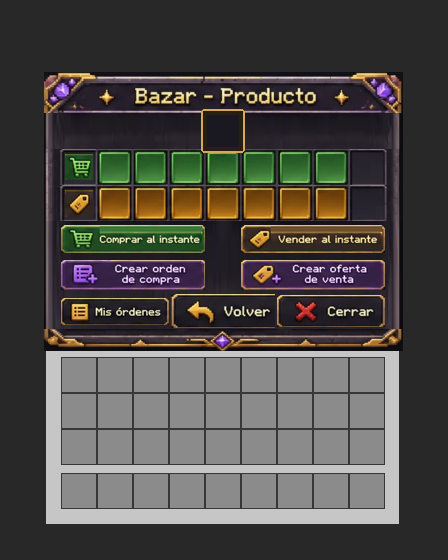 Bazar - Producto
Comprar al instante
Vender al instante
Crear orden
de compra
Crear oferta
de venta
Mis órdenes
Volver
Cerrar